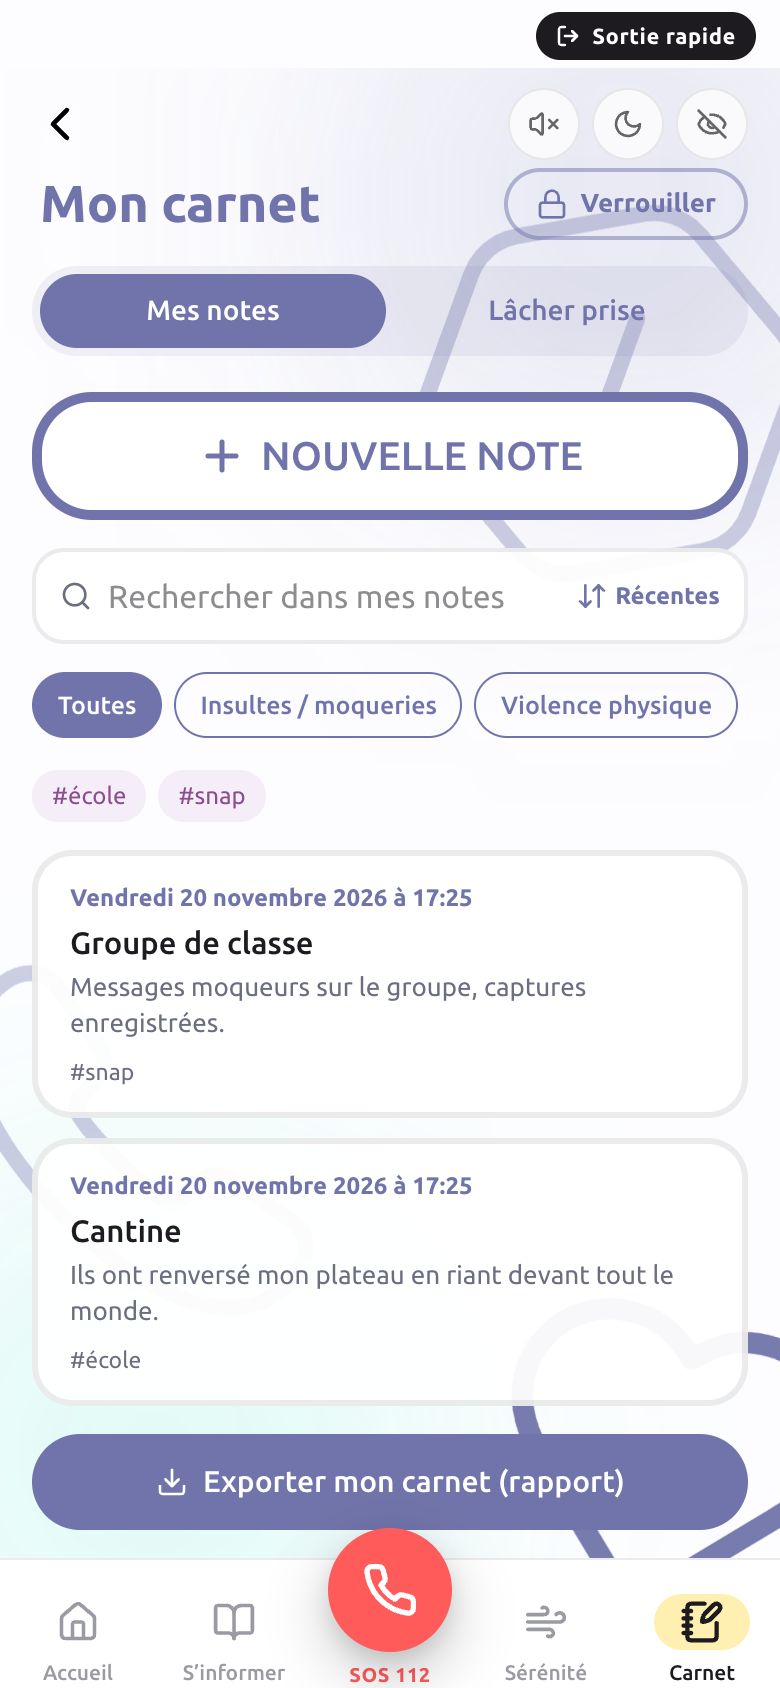 Sortie rapide
Mon carnet
Verrouiller
Mes notes
Lâcher prise
NOUVELLE NOTE
Rechercher dans mes notes
Récentes
Toutes
Insultes / moqueries
Violence physique
#école
#snap
Vendredi 20 novembre 2026 à 17:25
Groupe de classe
Messages moqueurs sur le groupe, captures
enregistrées.
#snap
Vendredi 20 novembre 2026 à 17:25
Cantine
Ils ont renversé mon plateau en riant devant tout le
monde.
#école
Exporter mon carnet (rapport)
Accueil
S'informer
SOS 112
Sérénité
Carnet